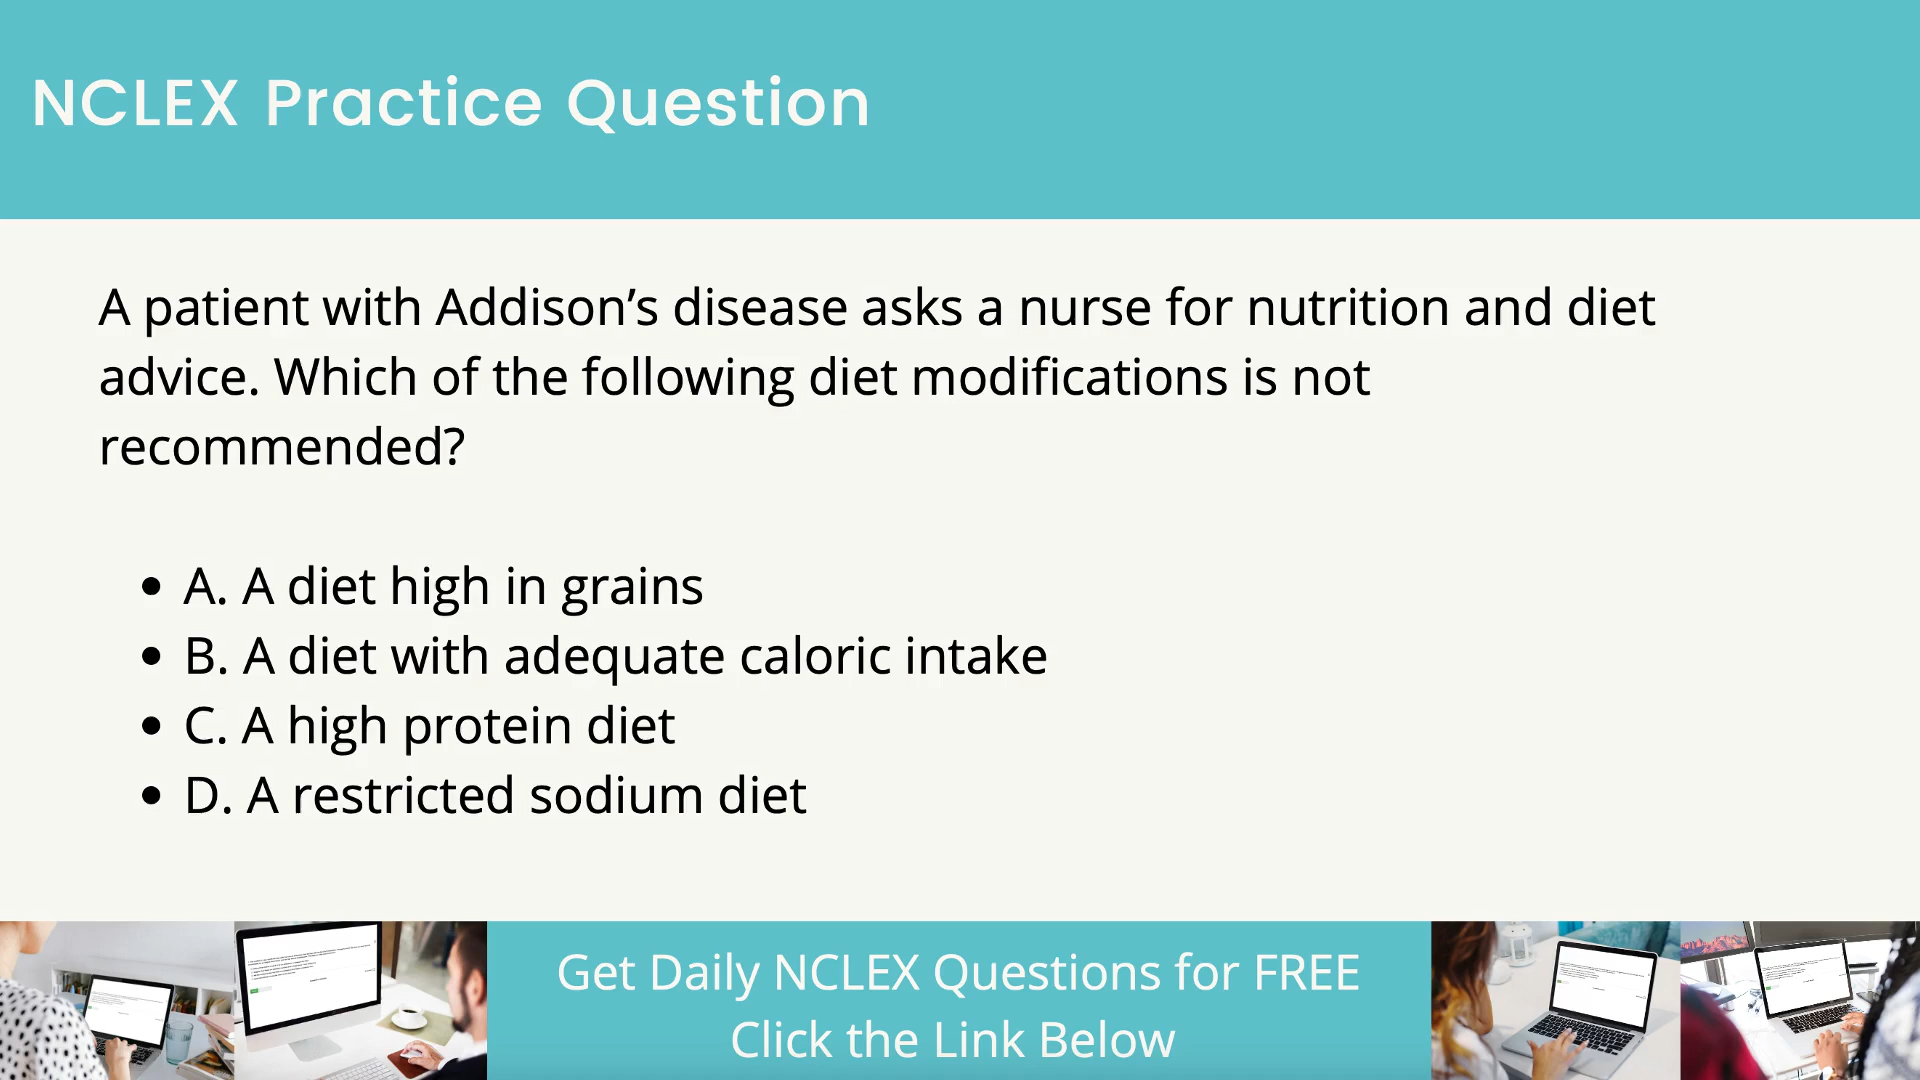 NCLEX Practice Question
A patient with Addison’s disease asks a nurse for nutrition and diet
advice. Which of the following diet modifications is not
recommended?
• A. A diet high in grains
• B. A diet with adequate caloric intake
• C. A high protein diet
• D. A restricted sodium diet
Get Daily NCLEX Questions for FREE
Click the Link Below